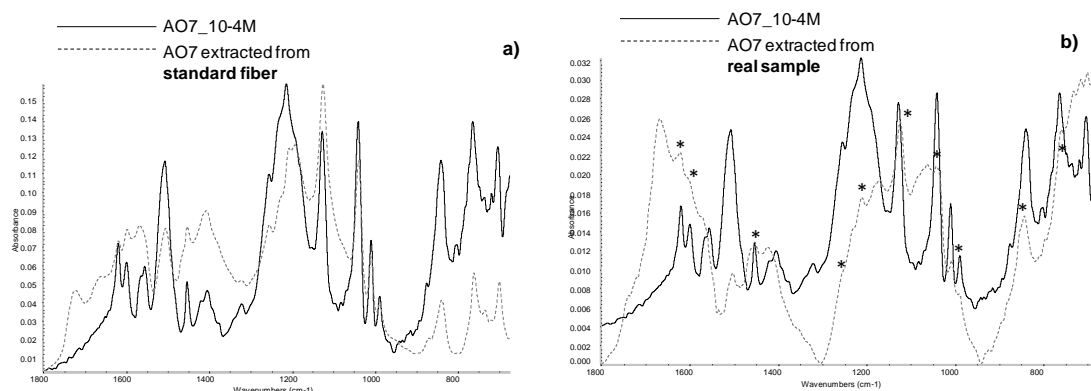 AO7_10-4M
AO7 extracted from
standard fiber
a)
0.15
0.14
0.13
0.12
0.11
0.10
0.09
0.08
0.07
0.06
0.05
0.04
0.03
0.02
0.01
Absorbance
1800 1600 1400 1200 1000 800
Wavenumbers (cm-1)
AO7_10-4M
AO7 extracted from
real sample
b)
0.032
0.030
0.028
0.026
0.024
0.022
0.020
0.018
0.016
0.014
0.012
0.010
0.008
0.006
0.004
0.002
0.000
Absorbance
* * * * * * * * * * *
1800 1600 1400 1200 1000 800
Wavenumbers (cm-1)